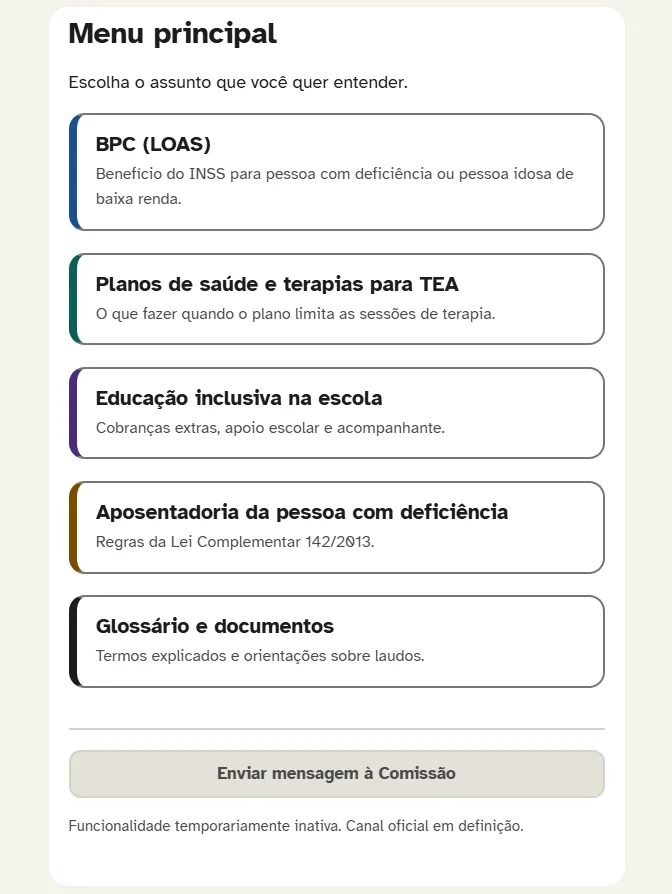 Menu principal
Escolha o assunto que você quer entender.
BPC (LOAS)
Benefício do INSS para pessoa com deficiência ou pessoa idosa de
baixa renda.
Planos de saúde e terapias para TEA
O que fazer quando o plano limita as sessões de terapia.
Educação inclusiva na escola
Cobranças extras, apoio escolar e acompanhante.
Aposentadoria da pessoa com deficiência
Regras da Lei Complementar 142/2013.
Glossário e documentos
Termos explicados e orientações sobre laudos.
Enviar mensagem à Comissão
Funcionalidade temporariamente inativa. Canal oficial em definição.